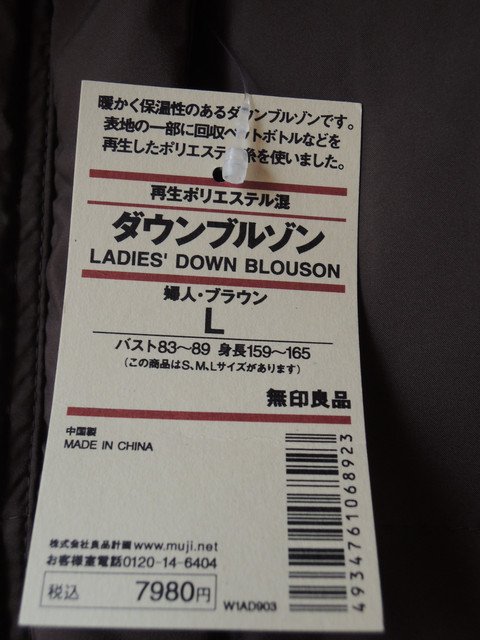 暖かく保温性のあるダウンブルゾンです。
表地の一部に回収ペットボトルなどを
再生したポリエステル糸を使いました。
再生ポリエステル混
ダウンブルゾン
LADIES' DOWN BLOUSON
婦人・ブラウン
L
バスト83〜89 身長159〜165
(この商品はS、M、Lサイズがあります)
無印良品
中国製
MADE IN CHINA
4934761068923
株式会社良品計画 www.muji.net
お客様室電話0120-14-6404
税込 7980円
W1AD903